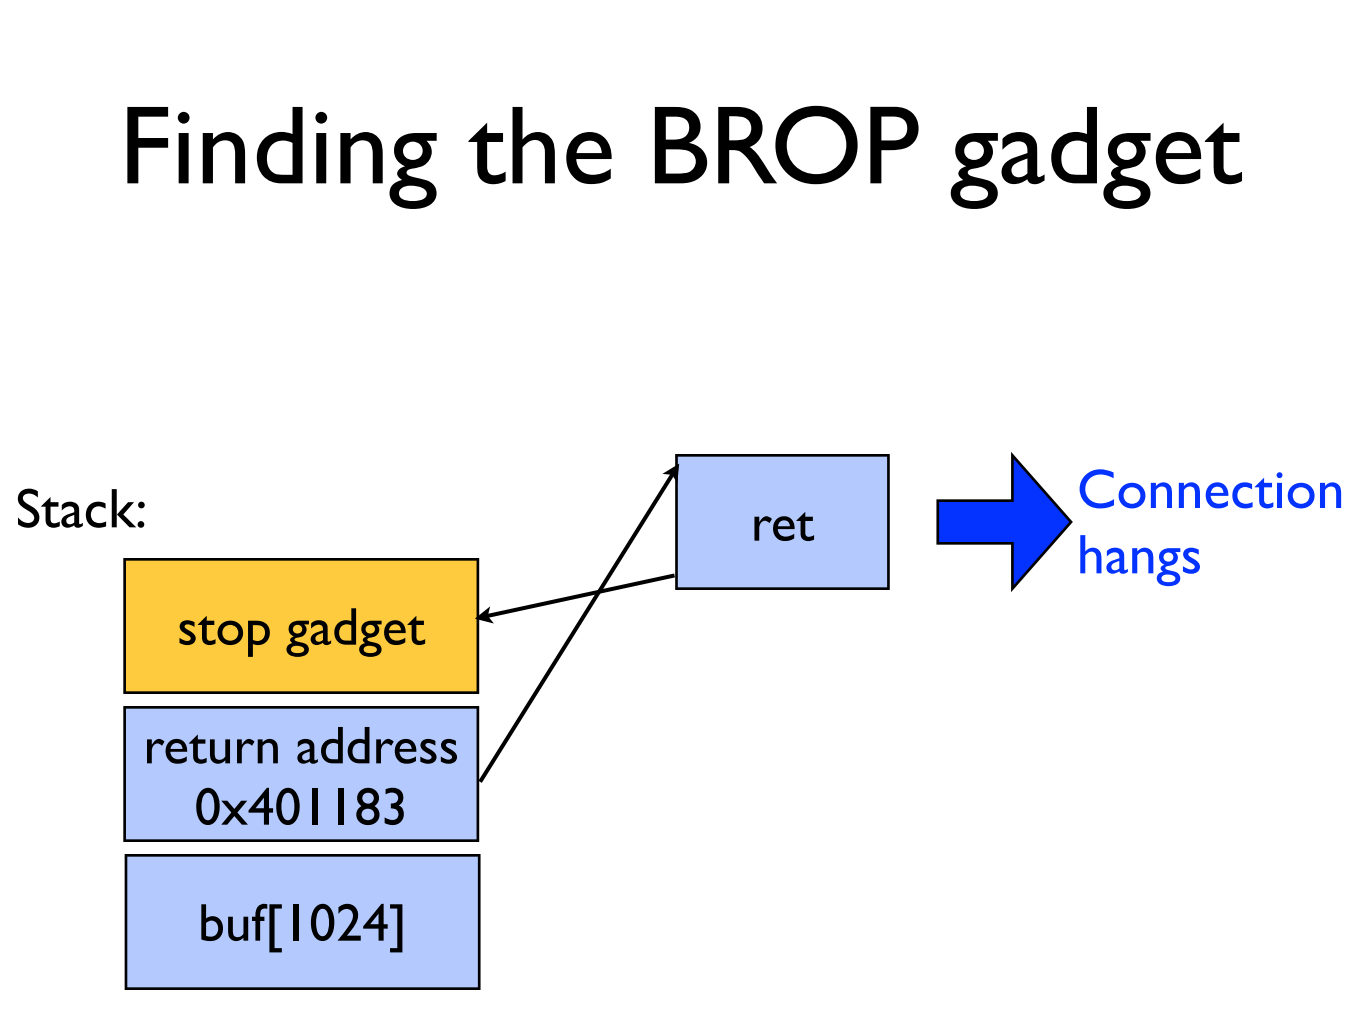 Finding the BROP gadget
Stack:
stop gadget
return address
0x401183
buf[1024]
ret
Connection
hangs